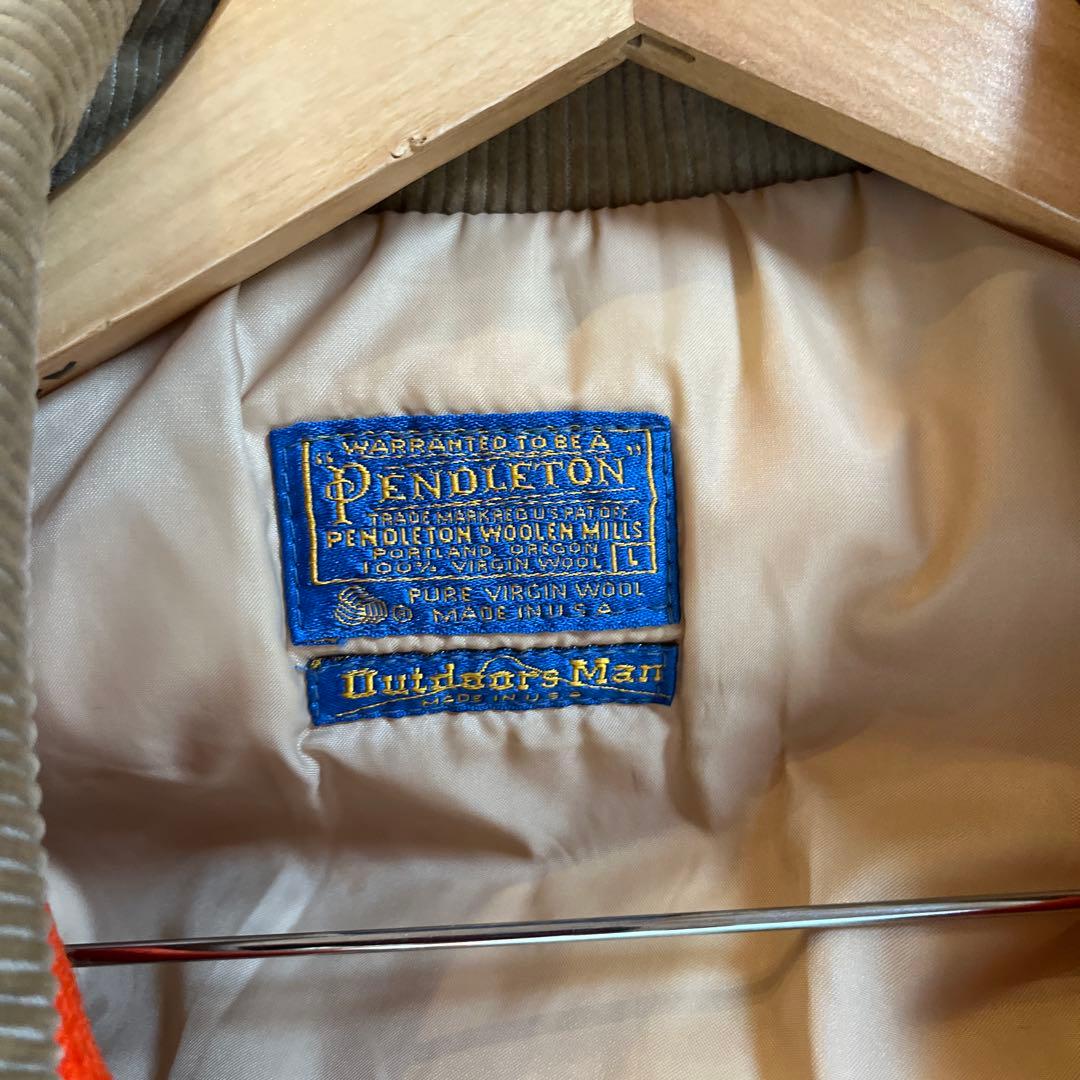 WARRANTED TO BE A
"PENDLETON"
TRADE MARK REG U.S. PAT OFF
PENDLETON WOOLEN MILLS
PORTLAND, OREGON
100% VIRGIN WOOL L
® PURE VIRGIN WOOL
MADE IN U S A
Outdoors Man
MADE IN U.S.A